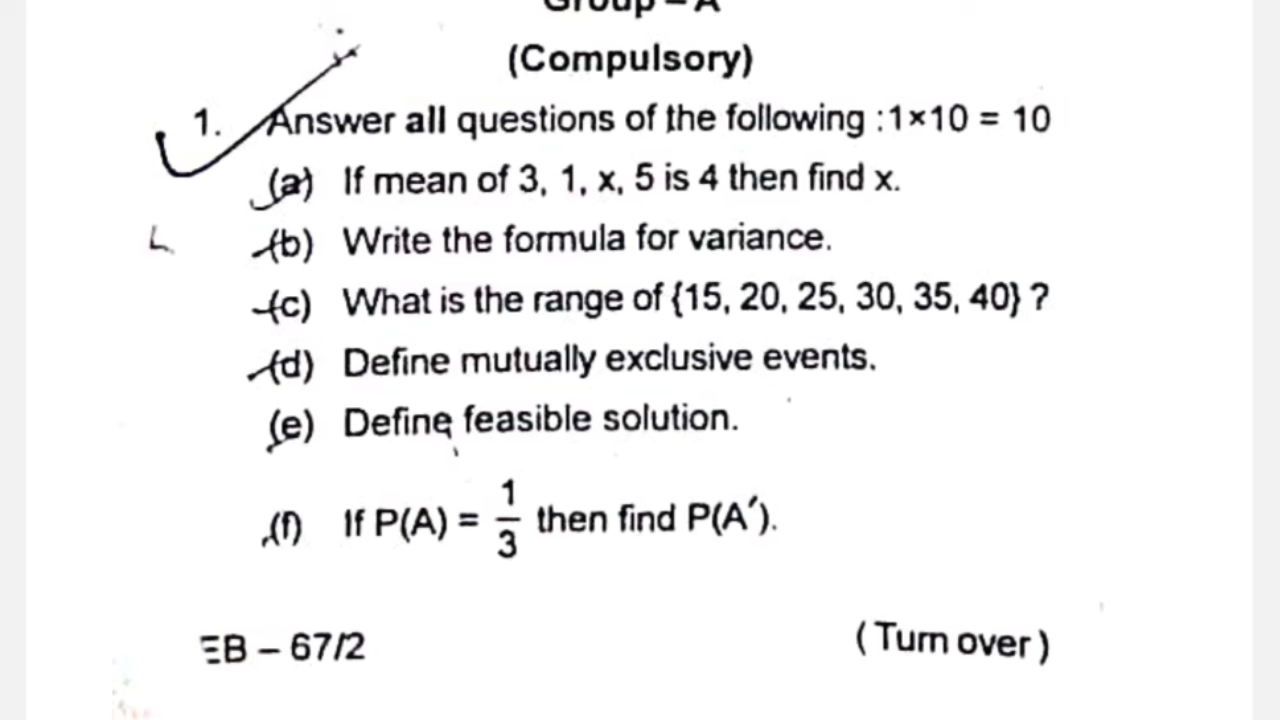 Group – A
(Compulsory)
1. Answer all questions of the following : 1×10 = 10
(a) If mean of 3, 1, x, 5 is 4 then find x.
(b) Write the formula for variance.
(c) What is the range of {15, 20, 25, 30, 35, 40} ?
(d) Define mutually exclusive events.
(e) Define feasible solution.
(f) If P(A) = 1/3 then find P(A′).
EB – 67/2 (Turn over)